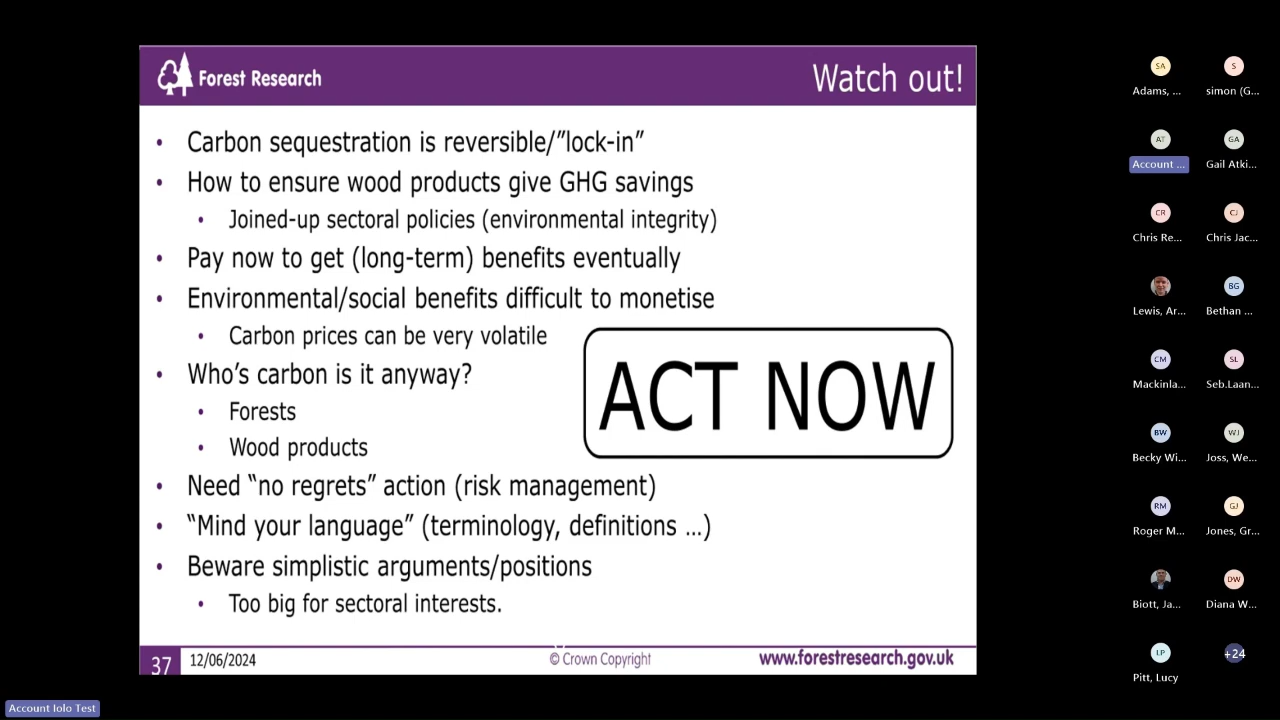 Forest Research
Watch out!
• Carbon sequestration is reversible/”lock-in”
• How to ensure wood products give GHG savings
• Joined-up sectoral policies (environmental integrity)
• Pay now to get (long-term) benefits eventually
• Environmental/social benefits difficult to monetise
• Carbon prices can be very volatile
• Who’s carbon is it anyway?
• Forests
• Wood products
ACT NOW
• Need “no regrets” action (risk management)
• “Mind your language” (terminology, definitions ...)
• Beware simplistic arguments/positions
• Too big for sectoral interests.
37
12/06/2024
© Crown Copyright
www.forestresearch.gov.uk
SA
Adams, ...
S
simon (G...
AT
Account ...
GA
Gail Atki...
CR
Chris Re...
CJ
Chris Jac...
Lewis, Ar...
BG
Bethan ...
CM
Mackinla...
SL
Seb.Laan...
BW
Becky Wi...
WJ
Joss, We...
RM
Roger M...
GJ
Jones, Gr...
Biott, Ja...
DW
Diana W...
LP
Pitt, Lucy
+24
Account Iolo Test